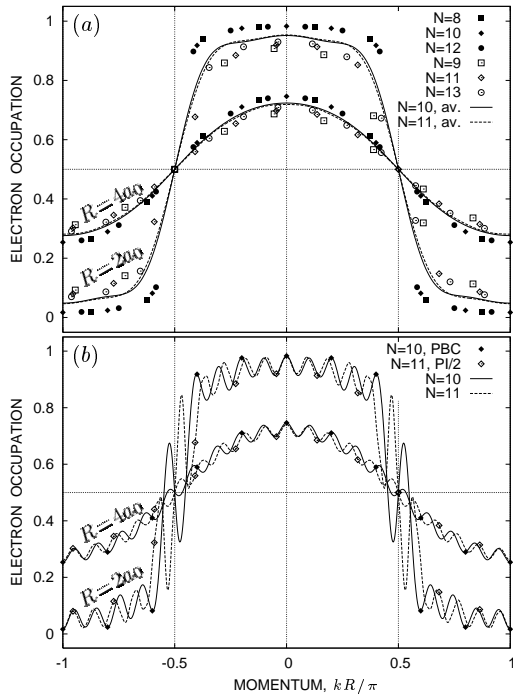 (a)
N=8
N=10
N=12
N=9
N=11
N=13
N=10, av.
N=11, av.
ELECTRON OCCUPATION
1
0.8
0.6
0.4
0.2
0
R=4a₀
R=2a₀
(b)
N=10, PBC
N=11, PI/2
N=10
N=11
ELECTRON OCCUPATION
1
0.8
0.6
0.4
0.2
0
R=4a₀
R=2a₀
-1 -0.5 0 0.5 1
MOMENTUM, kR/π